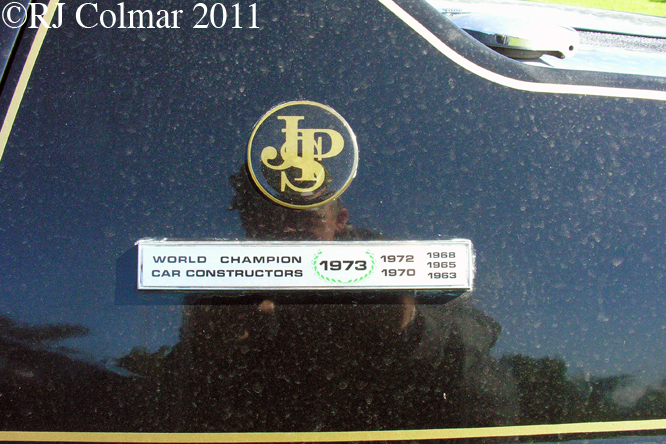 ©RJ Colmar 2011
JPS
WORLD CHAMPION
CAR CONSTRUCTORS
1973
1972
1970
1968
1965
1963